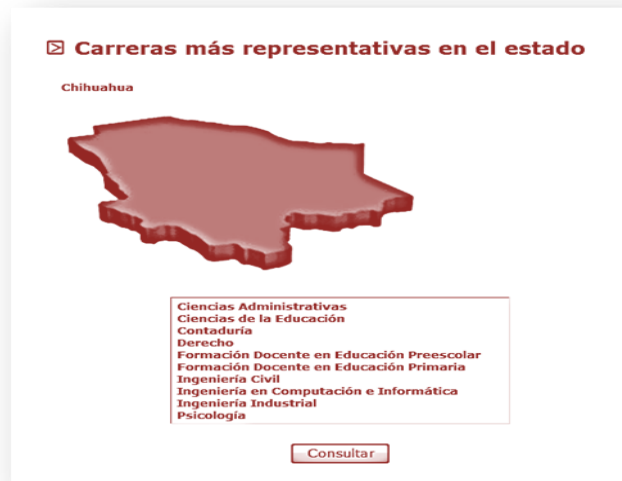 Carreras más representativas en el estado
Chihuahua
Ciencias Administrativas
Ciencias de la Educación
Contaduría
Derecho
Formación Docente en Educación Preescolar
Formación Docente en Educación Primaria
Ingeniería Civil
Ingeniería en Computación e Informática
Ingeniería Industrial
Psicología
Consultar